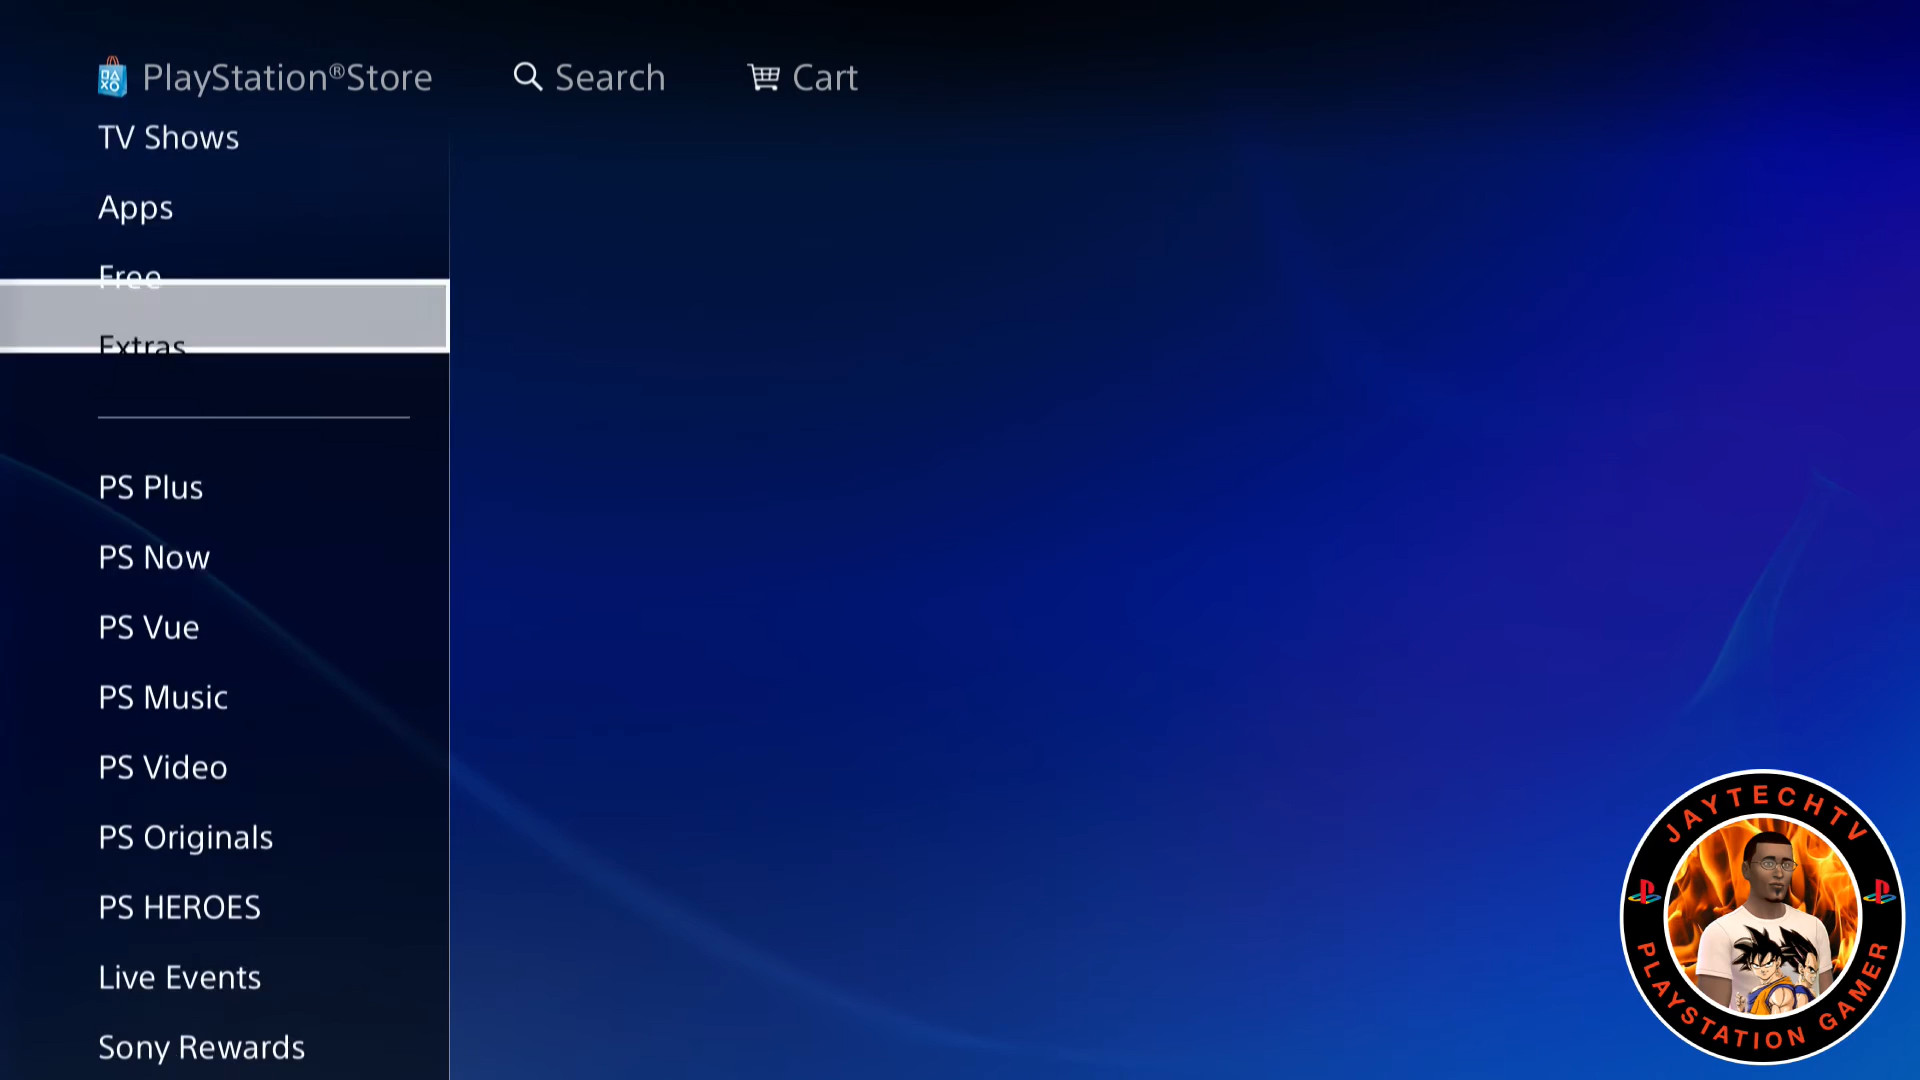 PlayStation®Store
Search
Cart
TV Shows
Apps
Free
Extras
PS Plus
PS Now
PS Vue
PS Music
PS Video
PS Originals
PS HEROES
Live Events
Sony Rewards
JAYTECHTV
PLAYSTATION GAMER